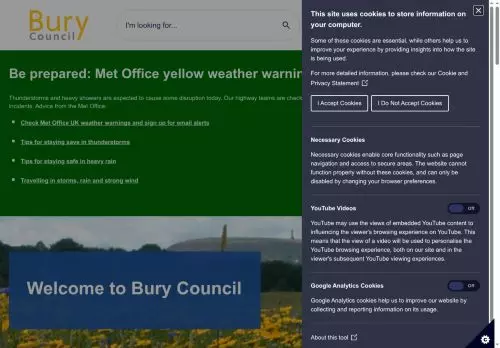 Bury
Council
I'm looking for...
Be prepared: Met Office yellow weather warnin
Thunderstorms and heavy showers are expected to cause some disruption today. Our highway teams are check
incidents. Advice from the Met Office:
Check Met Office UK weather warnings and sign up for email alerts
Tips for staying save in thunderstorms
Tips for staying safe in heavy rain
Travelling in storms, rain and strong wind
Welcome to Bury Council
This site uses cookies to store information on
your computer.
Some of these cookies are essential, while others help us to
improve your experience by providing insights into how the site
is being used.
For more detailed information, please check our Cookie and
Privacy Statement
I Accept Cookies
I Do Not Accept Cookies
Necessary Cookies
Necessary cookies enable core functionality such as page
navigation and access to secure areas. The website cannot
function properly without these cookies, and can only be
disabled by changing your browser preferences.
YouTube Videos
Off
YouTube may use the views of embedded YouTube content to
influencing the viewer's browsing experience on YouTube. This
means that the view of a video will be used to personalise the
YouTube browsing experience, both on our site and in the
viewer's subsequent YouTube viewing experiences.
Google Analytics Cookies
Off
Google Analytics cookies help us to improve our website by
collecting and reporting information on its usage.
About this tool